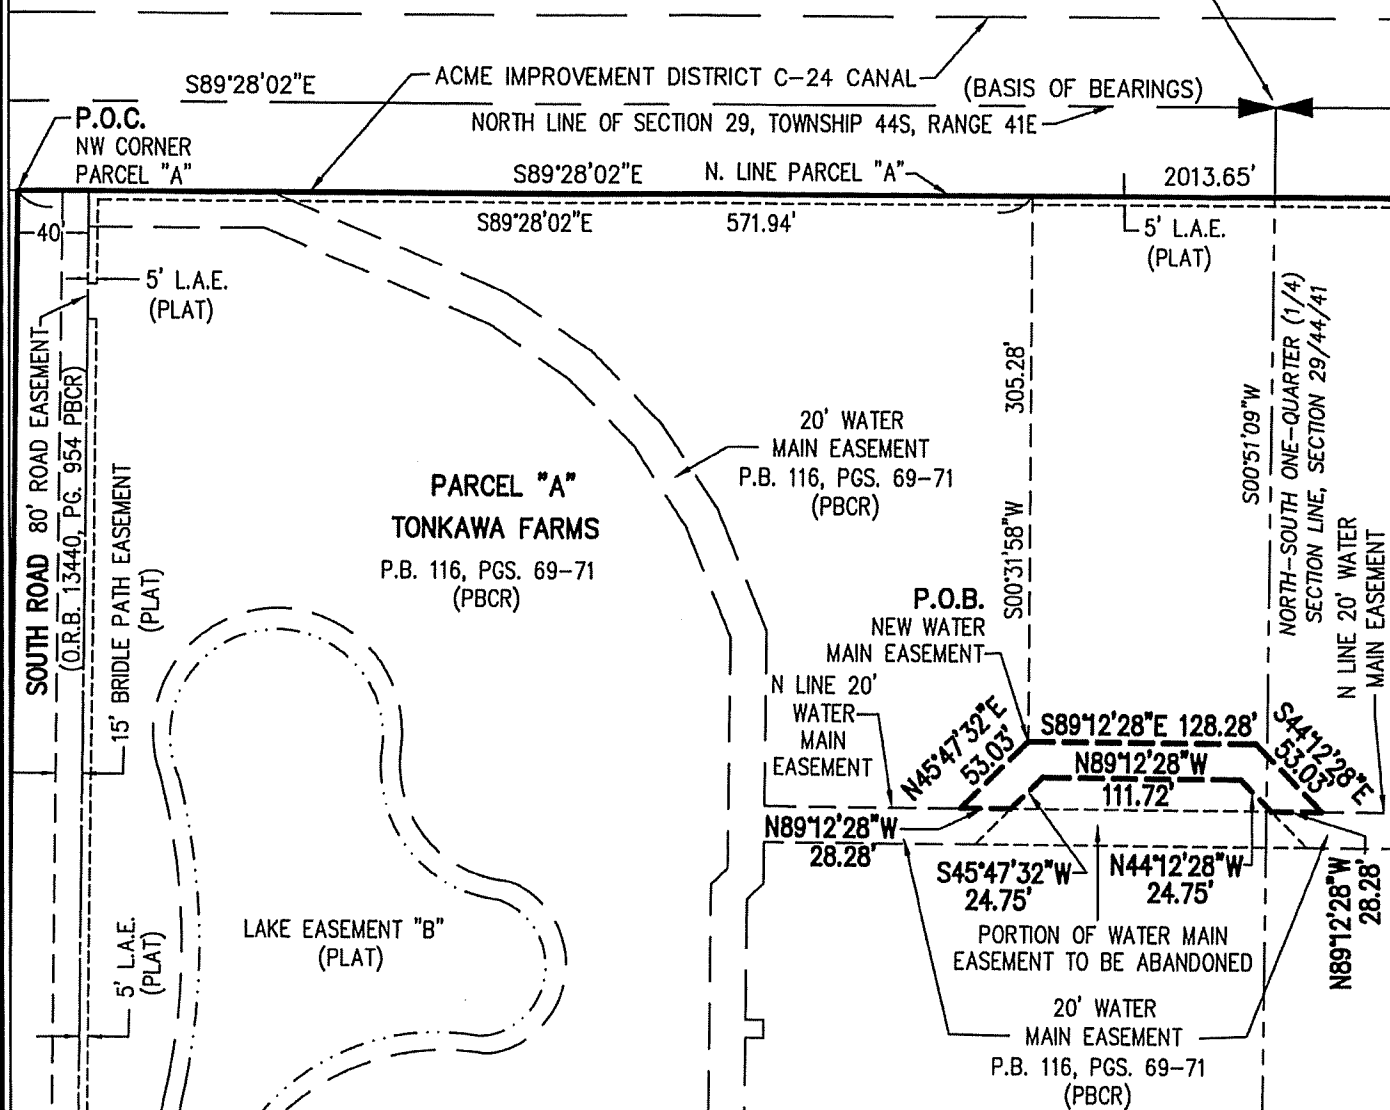 S89°28'02"E
ACME IMPROVEMENT DISTRICT C-24 CANAL
(BASIS OF BEARINGS)
P.O.C.
NW CORNER
PARCEL "A"
NORTH LINE OF SECTION 29, TOWNSHIP 44S, RANGE 41E
S89°28'02"E
N. LINE PARCEL "A"
2013.65'
S89°28'02"E
571.94'
5' L.A.E.
(PLAT)
40'
5' L.A.E.
(PLAT)
SOUTH ROAD 80' ROAD EASEMENT
(O.R.B. 13440, PG. 954 PBCR)
15' BRIDLE PATH EASEMENT
(PLAT)
PARCEL "A"
TONKAWA FARMS
P.B. 116, PGS. 69-71
(PBCR)
20' WATER
MAIN EASEMENT
P.B. 116, PGS. 69-71
(PBCR)
305.28'
S00°31'58"W
S00°51'09"W
NORTH-SOUTH ONE-QUARTER (1/4)
SECTION LINE, SECTION 29/44/41
N LINE 20' WATER
MAIN EASEMENT
P.O.B.
NEW WATER
MAIN EASEMENT
N LINE 20'
WATER
MAIN
EASEMENT
N45°47'32"E
53.03'
S89°12'28"E 128.28'
N89°12'28"W
111.72'
S44°12'28"E
53.03'
N89°12'28"W
28.28'
S45°47'32"W
24.75'
N44°12'28"W
24.75'
N89°12'28"W
28.28'
PORTION OF WATER MAIN
EASEMENT TO BE ABANDONED
LAKE EASEMENT "B"
(PLAT)
5' L.A.E.
(PLAT)
20' WATER
MAIN EASEMENT
P.B. 116, PGS. 69-71
(PBCR)